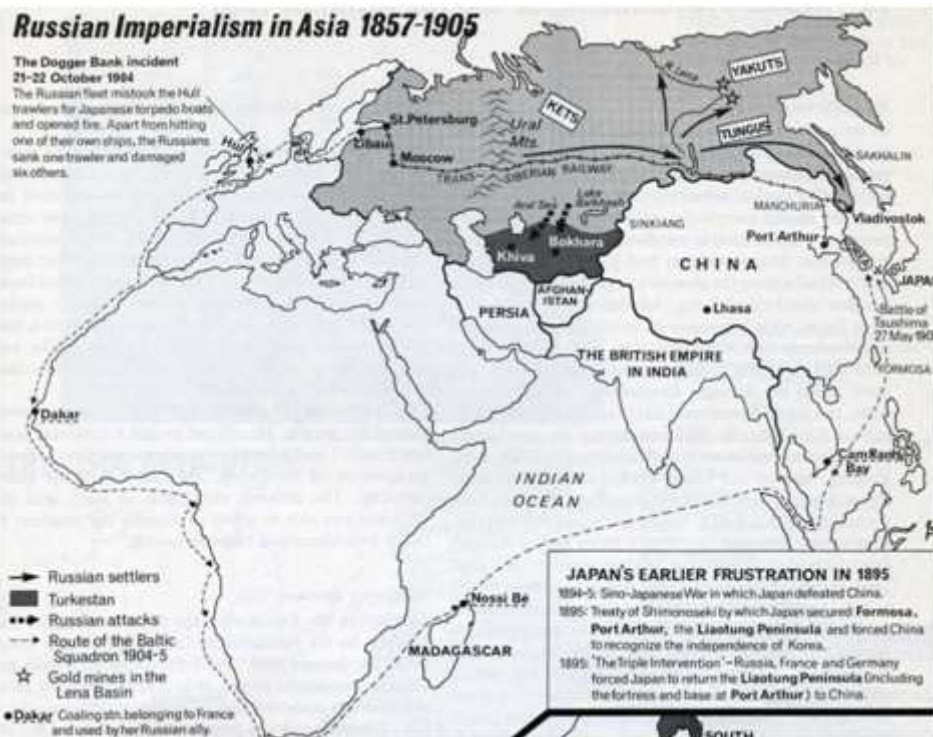 Russian Imperialism in Asia 1857-1905
The Dogger Bank incident
21-22 October 1904
The Russian fleet mistook the Hull
trawlers for Japanese torpedo boats
and opened fire. Apart from hitting
one of their own ships, the Russians
sank one trawler and damaged
six others.
Hull
St. Petersburg
Libau
Moscow
Ural
Mts.
KETS
R. Lena
YAKUTS
TUNGUS
TRANS - SIBERIAN RAILWAY
SAKHALIN
Aral Sea
Lake
Balkhash
SINKIANG
MANCHURIA
Vladivostok
Khiva
Bokhara
Port Arthur
CHINA
JAPA
AFGHAN-
ISTAN
PERSIA
Lhasa
Battle of
Tsushima
27 May 190
FORMOSA
THE BRITISH EMPIRE
IN INDIA
Dakar
Cam Ranh
Bay
INDIAN
OCEAN
Nossi Be
MADAGASCAR
Russian settlers
Turkestan
Russian attacks
Route of the Baltic
Squadron 1904-5
Gold mines in the
Lena Basin
Dakar Coaling stn. belonging to France
and used by her Russian ally.
JAPAN'S EARLIER FRUSTRATION IN 1895
1894-5: Sino-Japanese War in which Japan defeated China.
1895: Treaty of Shimonoseki by which Japan secured Formosa,
Port Arthur, the Liaotung Peninsula and forced China
to recognize the independence of Korea.
1895: 'The Triple Intervention' - Russia, France and Germany
forced Japan to return the Liaotung Peninsula (including
the fortress and base at Port Arthur) to China.
SOUTH